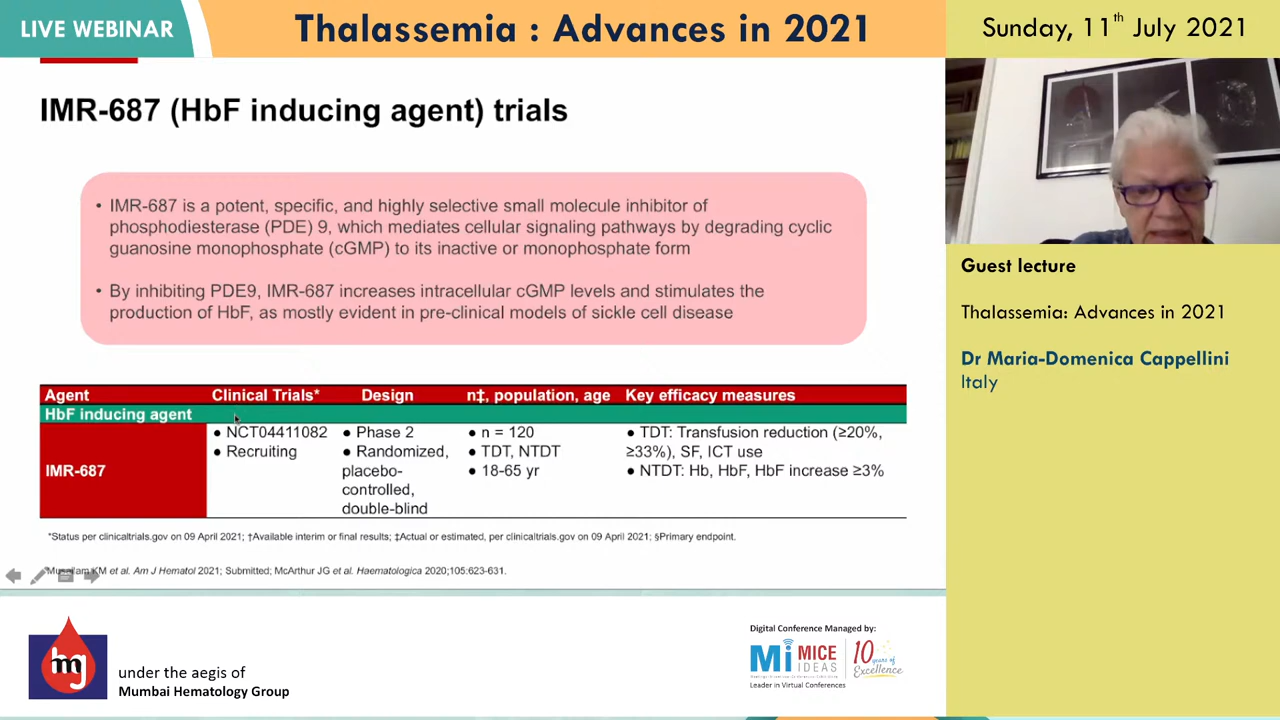 LIVE WEBINAR
Thalassemia : Advances in 2021
Sunday, 11th July 2021
IMR-687 (HbF inducing agent) trials
• IMR-687 is a potent, specific, and highly selective small molecule inhibitor of
phosphodiesterase (PDE) 9, which mediates cellular signaling pathways by degrading cyclic
guanosine monophosphate (cGMP) to its inactive or monophosphate form
• By inhibiting PDE9, IMR-687 increases intracellular cGMP levels and stimulates the
production of HbF, as mostly evident in pre-clinical models of sickle cell disease
Agent Clinical Trials* Design n‡, population, age Key efficacy measures
HbF inducing agent
IMR-687
● NCT04411082
● Recruiting
● Phase 2
● Randomized,
placebo-
controlled,
double-blind
● n = 120
● TDT, NTDT
● 18-65 yr
● TDT: Transfusion reduction (≥20%,
≥33%), SF, ICT use
● NTDT: Hb, HbF, HbF increase ≥3%
*Status per clinicaltrials.gov on 09 April 2021; †Available interim or final results; ‡Actual or estimated, per clinicaltrials.gov on 09 April 2021; §Primary endpoint.
KM et al. Am J Hematol 2021; Submitted; McArthur JG et al. Haematologica 2020;105:623-631.
Guest lecture
Thalassemia: Advances in 2021
Dr Maria-Domenica Cappellini
Italy
mg
under the aegis of
Mumbai Hematology Group
Digital Conference Managed by:
Mi MICE
IDEAS
10 years of
Excellence
Leader in Virtual Conferences